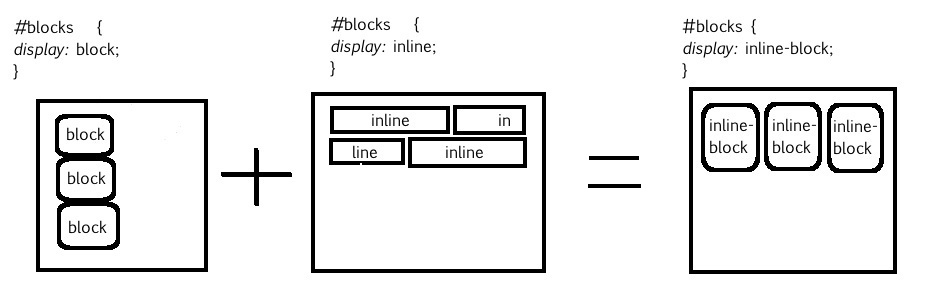 #blocks {
display: block;
}
block
block
block
#blocks {
display: inline;
}
inline
in
line
inline
#blocks {
display: inline-block;
}
inline-
block
inline-
block
inline-
block